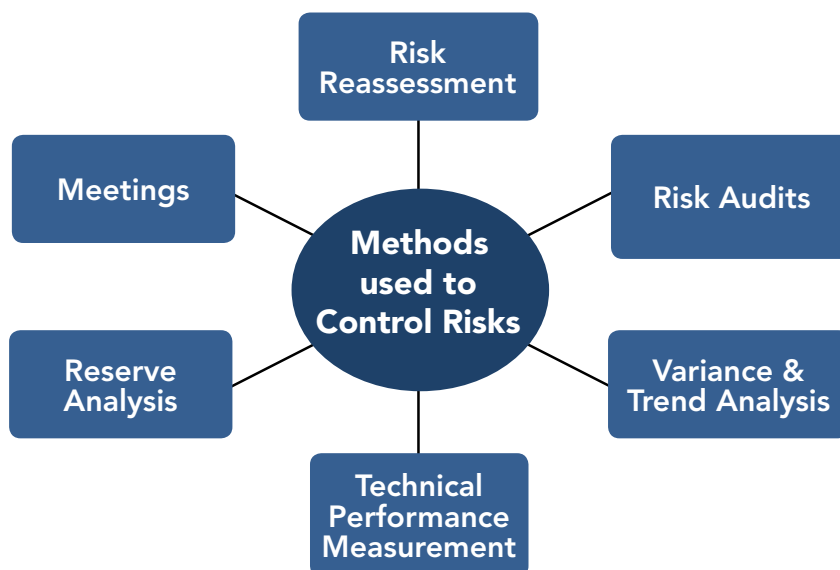 Risk
Reassessment
Meetings
Risk Audits
Methods
used to
Control Risks
Reserve
Analysis
Variance &
Trend Analysis
Technical
Performance
Measurement